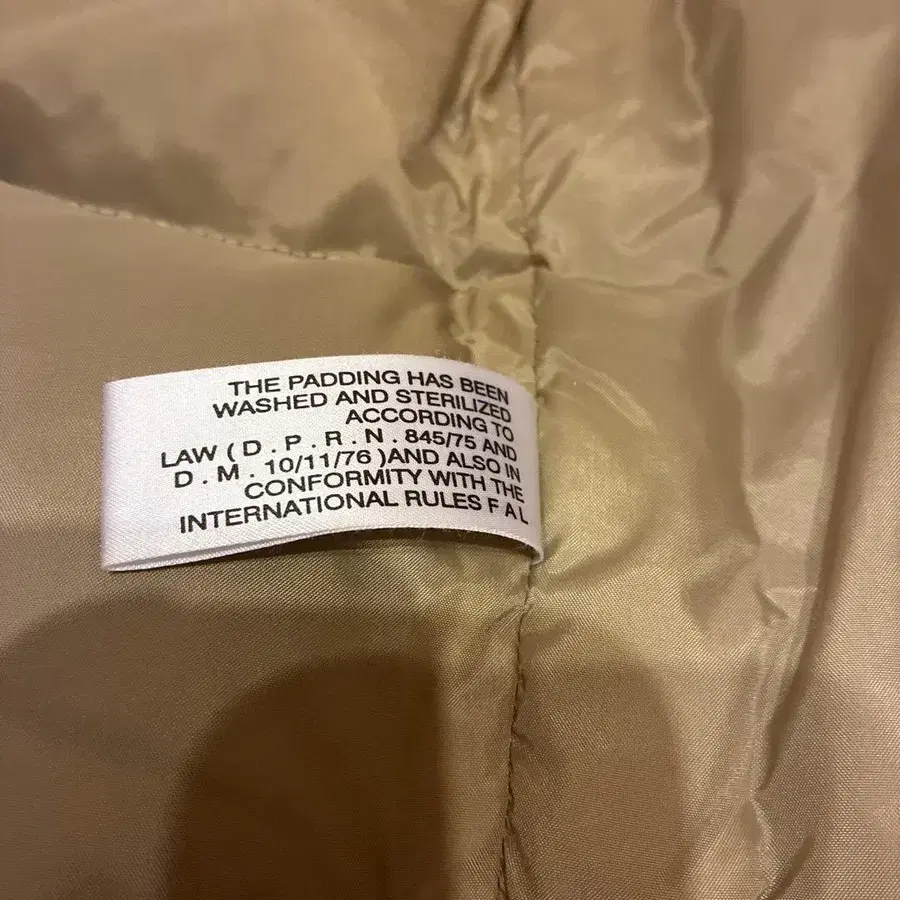 THE PADDING HAS BEEN
WASHED AND STERILIZED
ACCORDING TO
LAW ( D . P . R . N . 845/75 AND
D . M . 10/11/76 )AND ALSO IN
CONFORMITY WITH THE
INTERNATIONAL RULES F A L